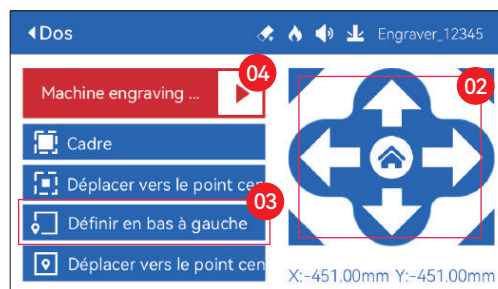 Dos
Engraver_12345
Machine engraving ...
04
02
Cadre
Déplacer vers le point cen
03
Définir en bas à gauche
Déplacer vers le point cen
X:-451.00mm Y:-451.00mm